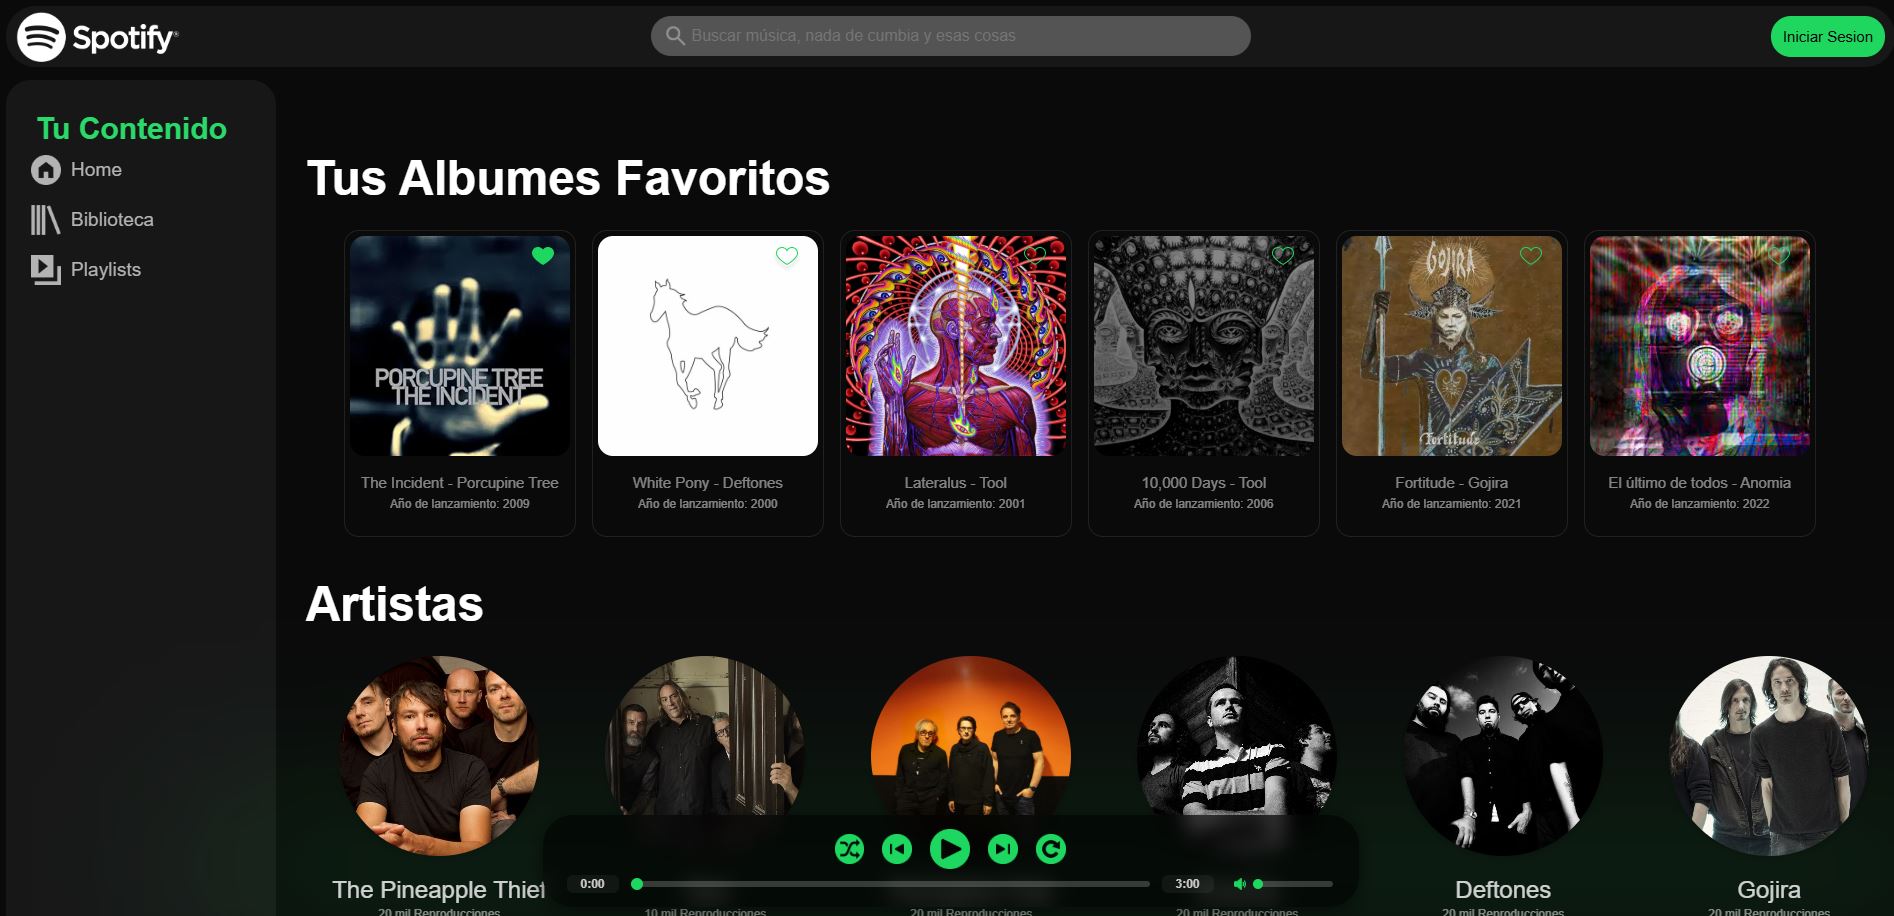 Spotify®
Buscar música, nada de cumbia y esas cosas
Iniciar Sesion
Tu Contenido
Home
Biblioteca
Playlists
Tus Albumes Favoritos
PORCUPINE TREE
THE INCIDENT
GOJIRA
Fortitude
The Incident - Porcupine Tree
Año de lanzamiento: 2009
White Pony - Deftones
Año de lanzamiento: 2000
Lateralus - Tool
Año de lanzamiento: 2001
10,000 Days - Tool
Año de lanzamiento: 2006
Fortitude - Gojira
Año de lanzamiento: 2021
El último de todos - Anomia
Año de lanzamiento: 2022
Artistas
The Pineapple Thief
20 mil Reproducciones
10 mil Reproducciones
20 mil Reproducciones
20 mil Reproducciones
Deftones
20 mil Reproducciones
Gojira
20 mil Reproducciones
0:00
3:00